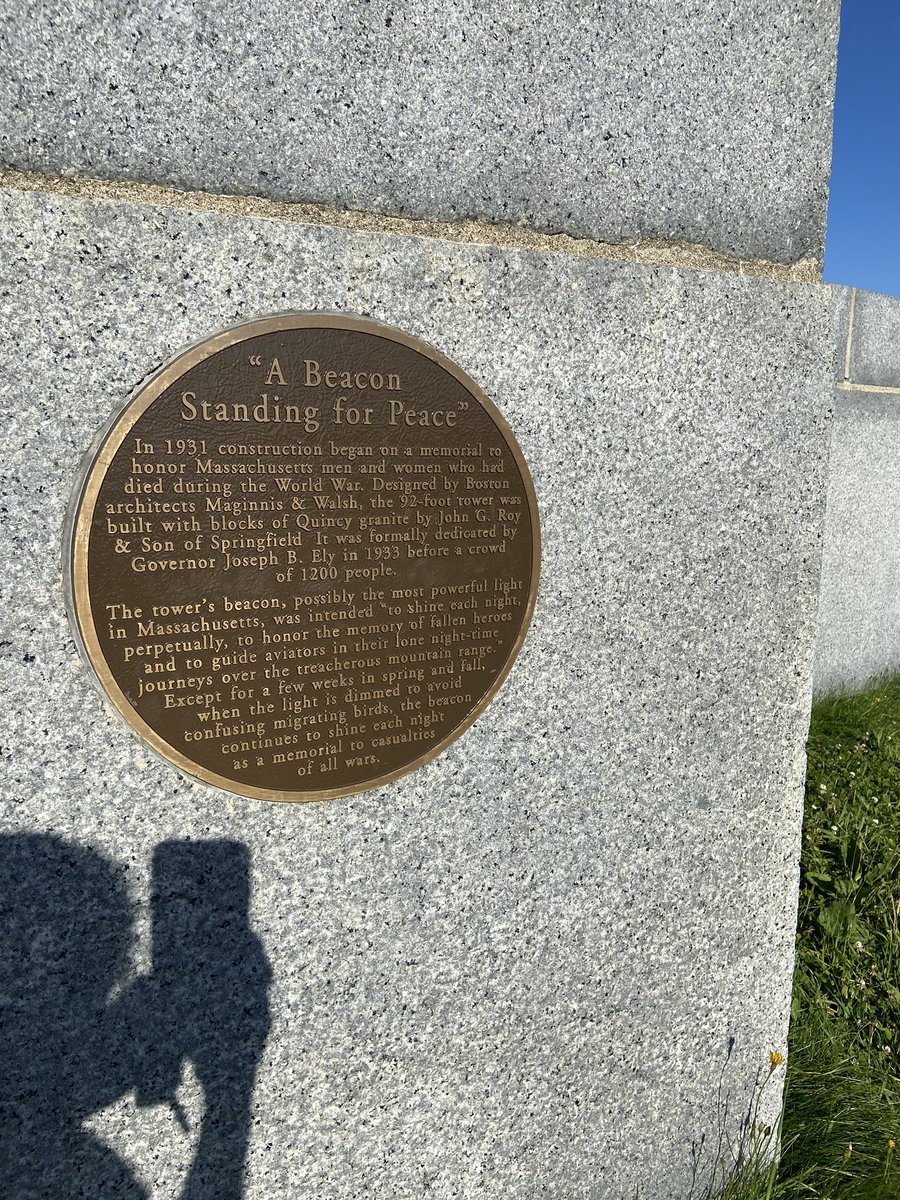 “A Beacon
Standing for Peace”
In 1931 construction began on a memorial to
honor Massachusetts men and women who had
died during the World War. Designed by Boston
architects Maginnis & Walsh, the 92-foot tower was
built with blocks of Quincy granite by John G. Roy
& Son of Springfield. It was formally dedicated by
Governor Joseph B. Ely in 1933 before a crowd
of 1200 people.
The tower’s beacon, possibly the most powerful light
in Massachusetts, was intended “to shine each night,
perpetually, to honor the memory of fallen heroes
and to guide aviators in their lone night-time
journeys over the treacherous mountain range.”
Except for a few weeks in spring and fall,
when the light is dimmed to avoid
confusing migrating birds, the beacon
continues to shine each night
as a memorial to casualties
of all wars.